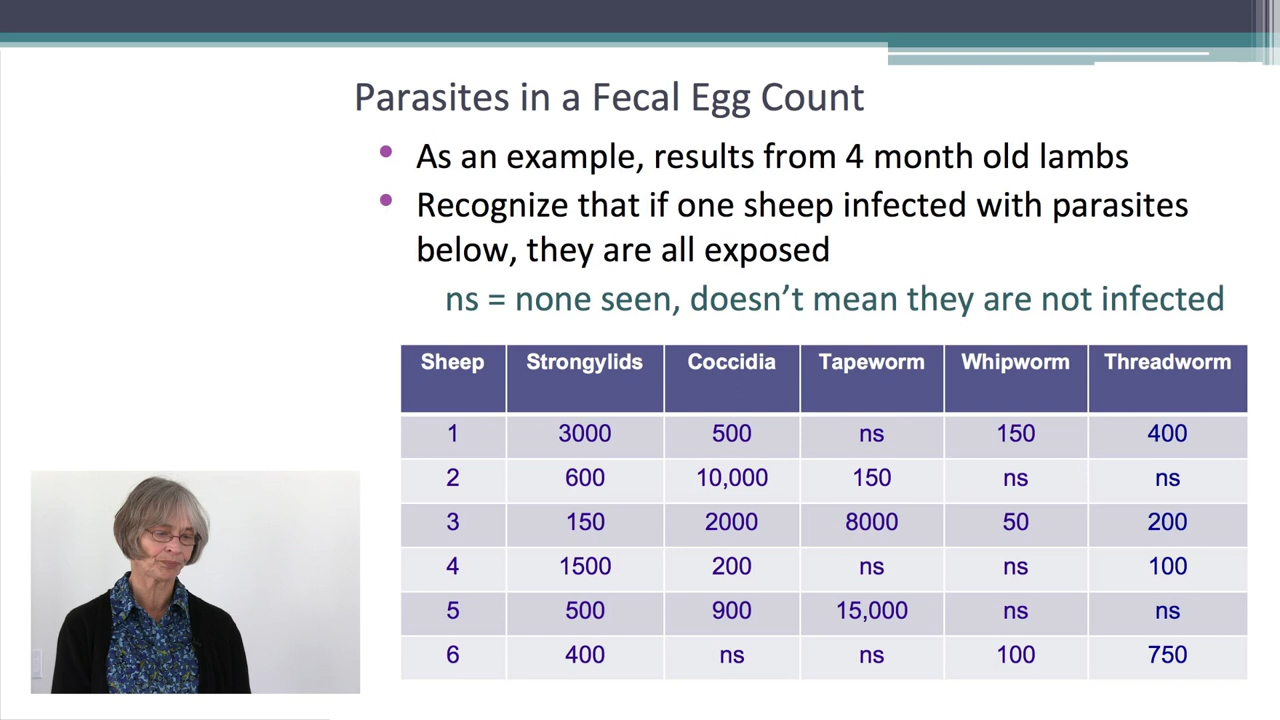 Parasites in a Fecal Egg Count
• As an example, results from 4 month old lambs
• Recognize that if one sheep infected with parasites
below, they are all exposed
ns = none seen, doesn't mean they are not infected
Sheep Strongylids Coccidia Tapeworm Whipworm Threadworm
1 3000 500 ns 150 400
2 600 10,000 150 ns ns
3 150 2000 8000 50 200
4 1500 200 ns ns 100
5 500 900 15,000 ns ns
6 400 ns ns 100 750